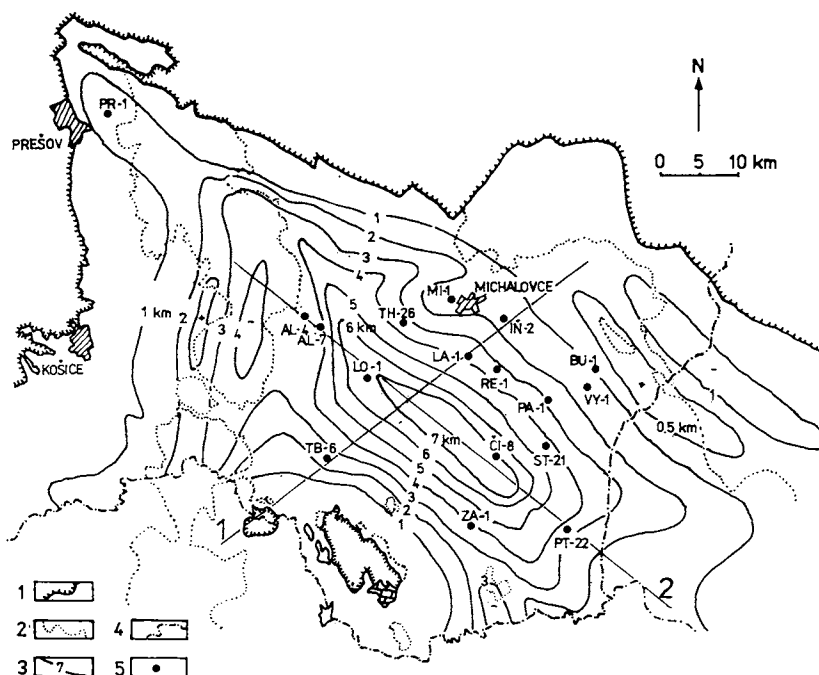 N
0 5 10 km
PR-1
PREŠOV
KOŠICE
1 km
2
3
4
1
2
3
4
5
6 km
MI-1
MICHALOVCE
TH-26
IŇ-2
AL-4
AL-7
LA-1
LO-1
RE-1
BU-1
VY-1
PA-1
1
0,5 km
7 km
6
5
4
3
2
1
TB-6
ČI-8
ST-21
ZA-1
PT-22
3
1
2
1
2
3 7
4
5